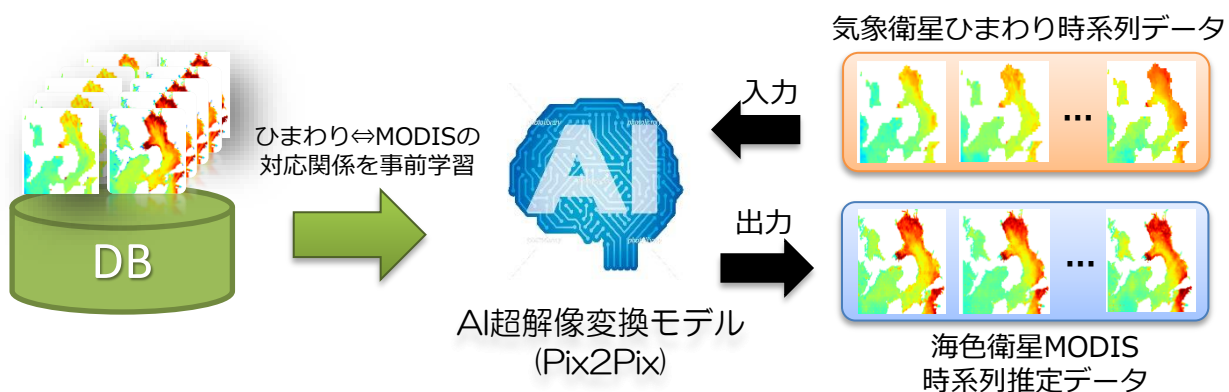 気象衛星ひまわり時系列データ
ひまわり⇔MODISの
対応関係を事前学習
DB
AI
入力
...
出力
...
AI超解像変換モデル
(Pix2Pix)
海色衛星MODIS
時系列推定データ